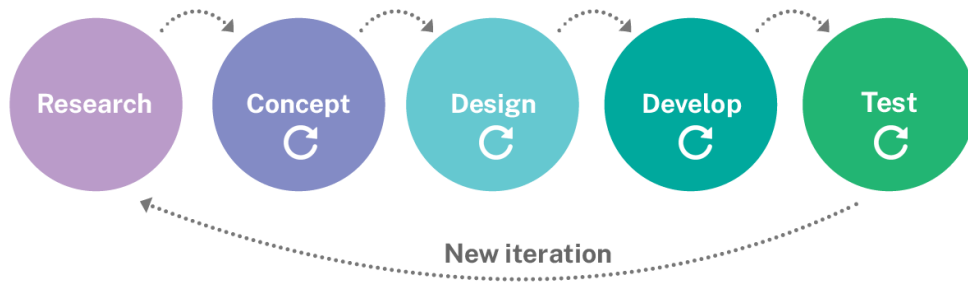 Research
Concept
Design
Develop
Test
New iteration